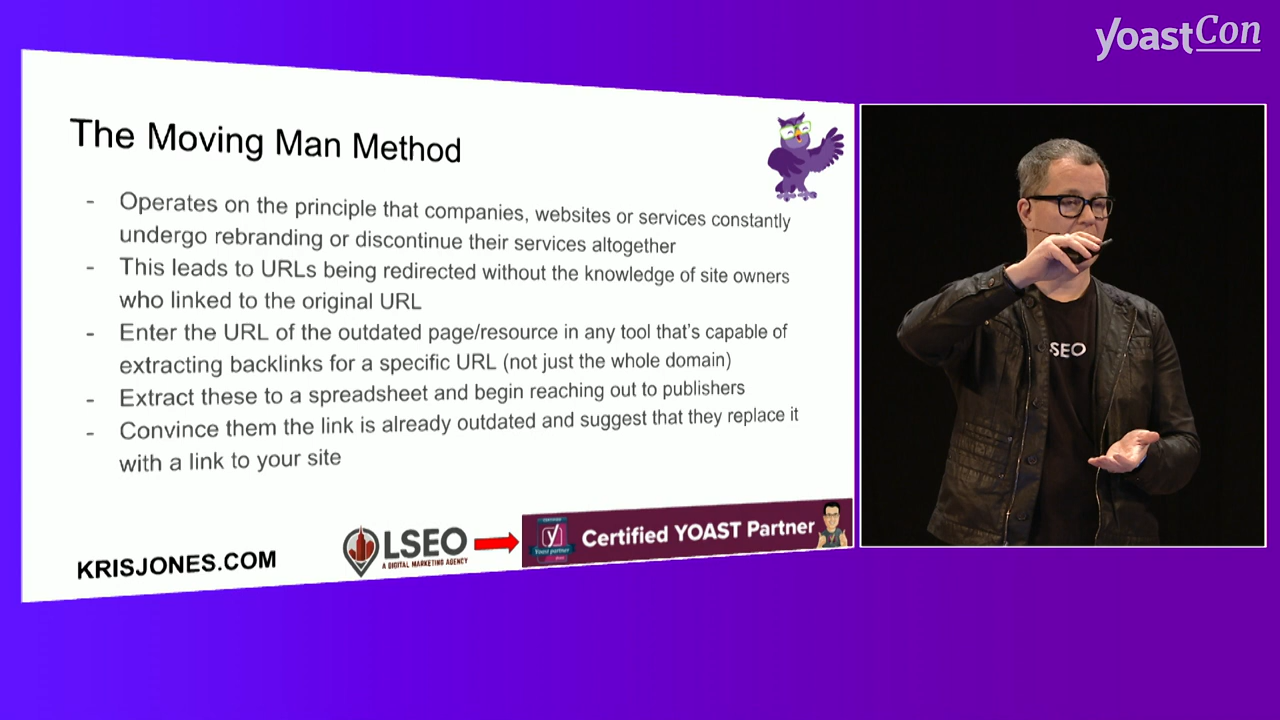 yoastCon
The Moving Man Method
- Operates on the principle that companies, websites or services constantly
undergo rebranding or discontinue their services altogether
- This leads to URLs being redirected without the knowledge of site owners
who linked to the original URL
- Enter the URL of the outdated page/resource in any tool that's capable of
extracting backlinks for a specific URL (not just the whole domain)
- Extract these to a spreadsheet and begin reaching out to publishers
- Convince them the link is already outdated and suggest that they replace it
with a link to your site
KRISJONES.COM
LSEO
A DIGITAL MARKETING AGENCY
y
Yoast partner
Certified YOAST Partner
SEO